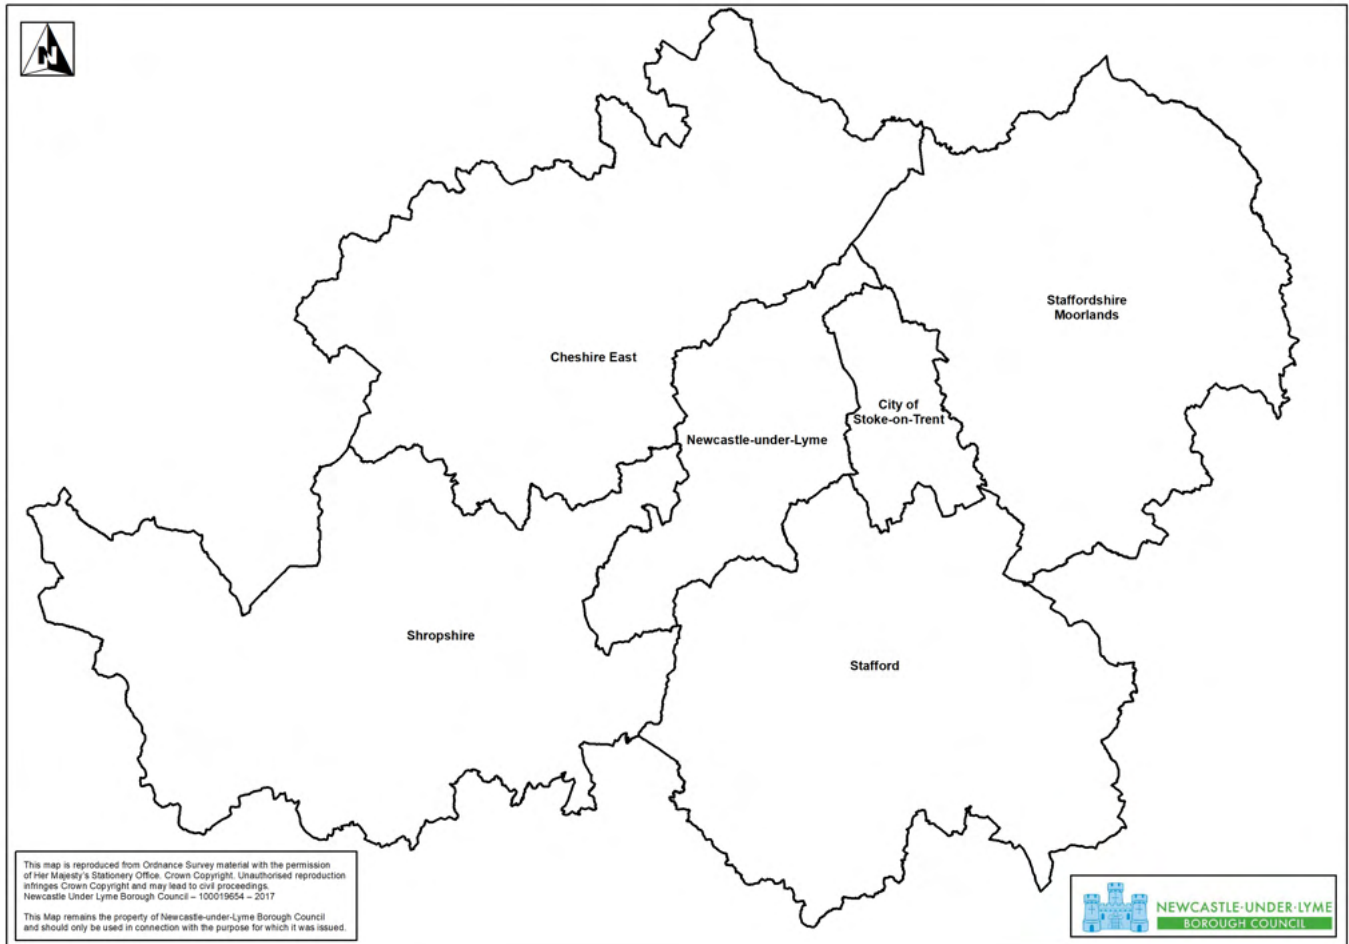 N
Staffordshire
Moorlands
Cheshire East
City of
Stoke-on-Trent
Newcastle-under-Lyme
Shropshire
Stafford
This map is reproduced from Ordnance Survey material with the permission
of Her Majesty's Stationery Office. Crown Copyright. Unauthorised reproduction
infringes Crown Copyright and may lead to civil proceedings.
Newcastle Under Lyme Borough Council – 100019654 – 2017
This Map remains the property of Newcastle-under-Lyme Borough Council
and should only be used in connection with the purpose for which it was issued.
NEWCASTLE·UNDER·LYME
BOROUGH COUNCIL